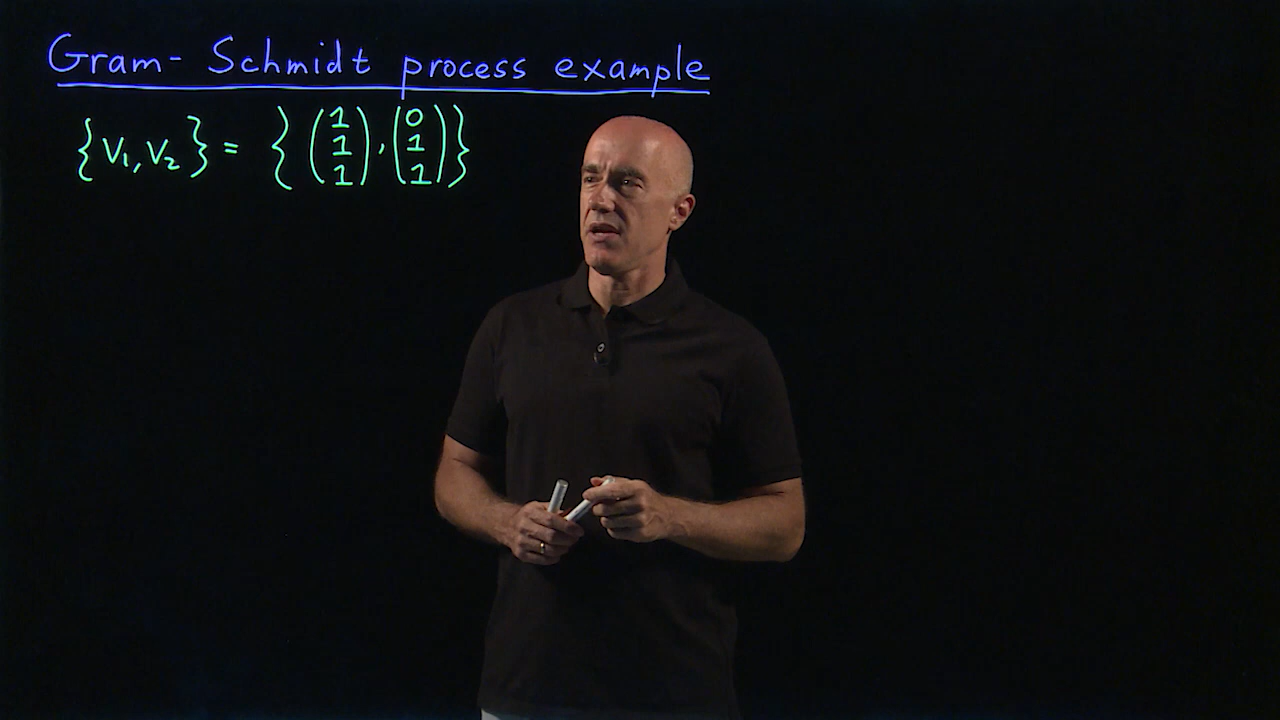 Gram-Schmidt process example
{v₁, v₂} = {(1 1 1), (0 1 1)}